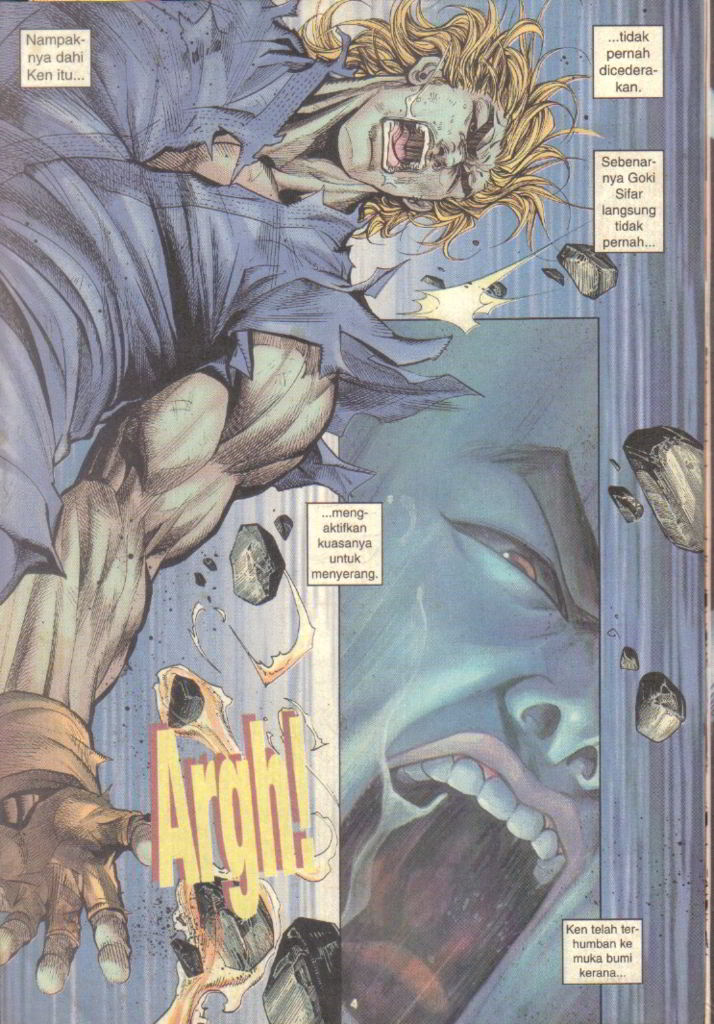 Nampak-
nya dahi
Ken itu...
...tidak
pernah
dicedera-
kan.
Sebenar-
nya Goki
Sifar
langsung
tidak
pernah...
...meng-
aktifkan
kuasanya
untuk
menyerang.
Argh!
Ken telah ter-
humban ke
muka bumi
kerana...
4